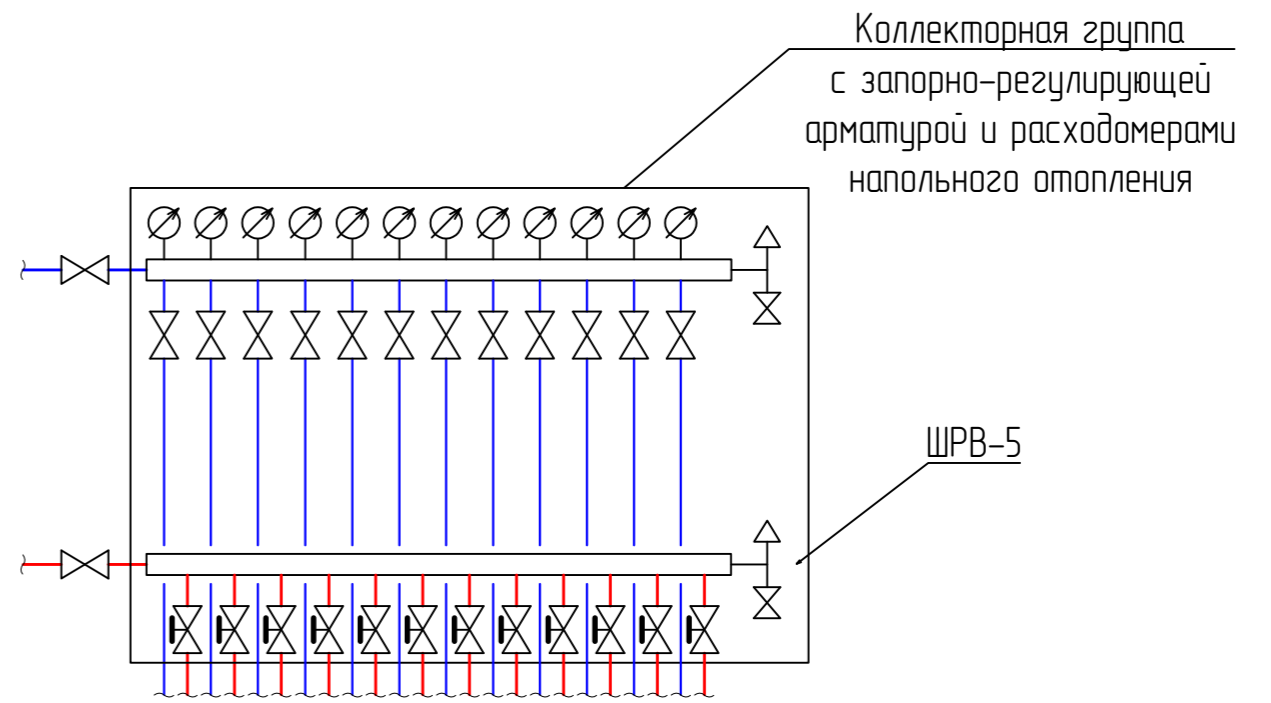 Коллекторная группа
с запорно-регулирующей
арматурой и расходомерами
напольного отопления
ШРВ-5